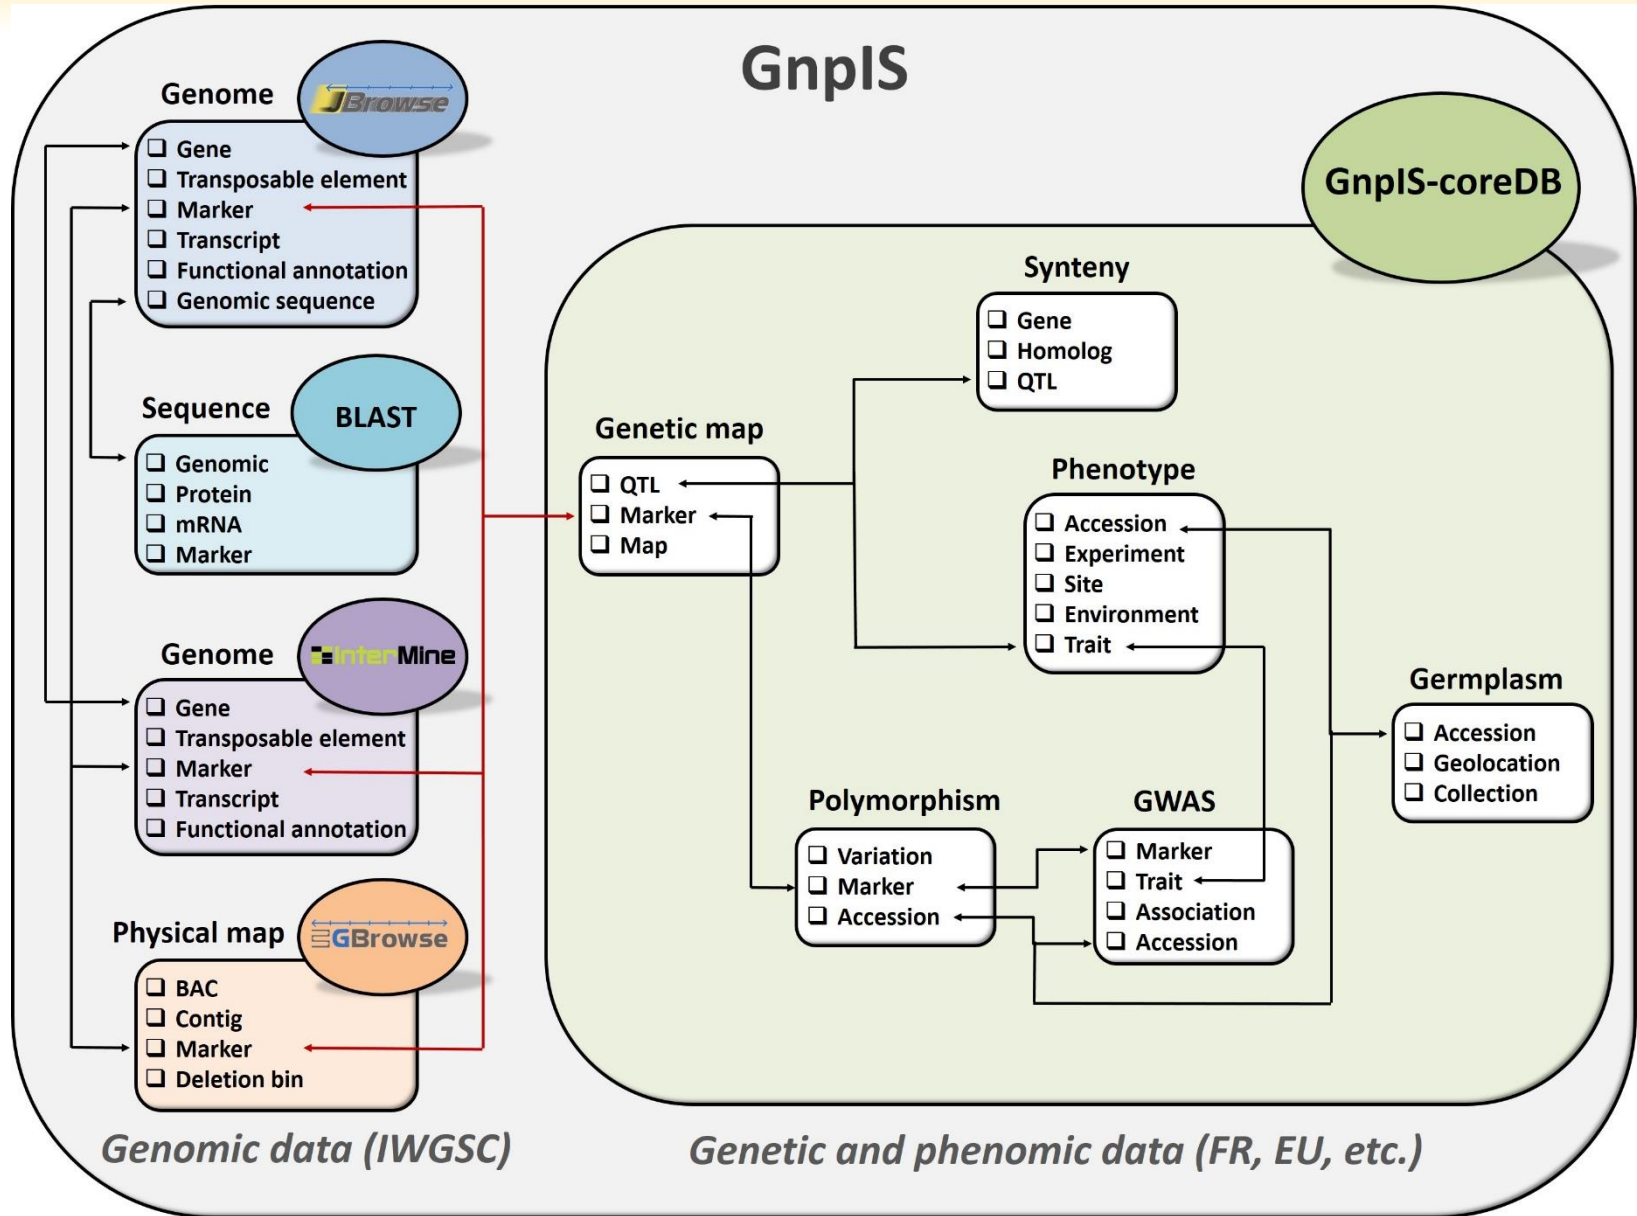 GnpIS
Genome
JBrowse
Gene
Transposable element
Marker
Transcript
Functional annotation
Genomic sequence
Sequence
BLAST
Genomic
Protein
mRNA
Marker
Genome
InterMine
Gene
Transposable element
Marker
Transcript
Functional annotation
Physical map
GBrowse
BAC
Contig
Marker
Deletion bin
Genomic data (IWGSC)
GnpIS-coreDB
Synteny
Gene
Homolog
QTL
Genetic map
QTL
Marker
Map
Phenotype
Accession
Experiment
Site
Environment
Trait
Germplasm
Accession
Geolocation
Collection
Polymorphism
Variation
Marker
Accession
GWAS
Marker
Trait
Association
Accession
Genetic and phenomic data (FR, EU, etc.)